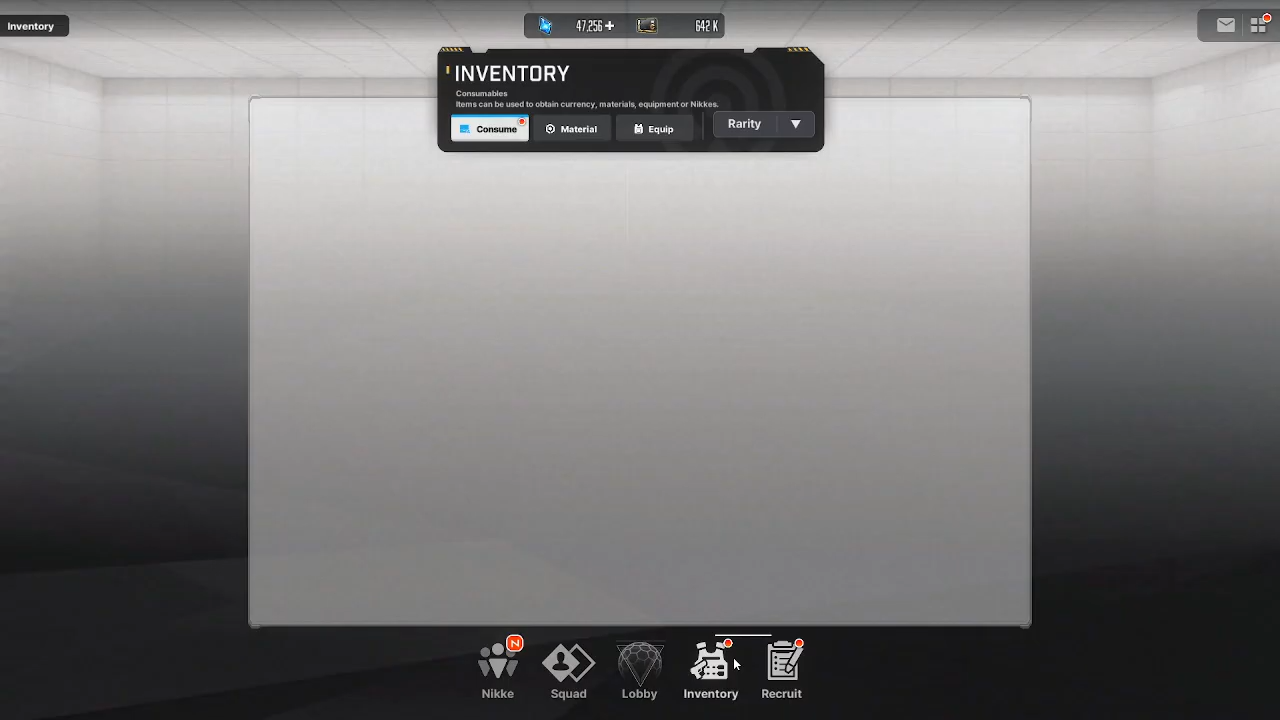 Inventory
47,256
642 K
INVENTORY
Consumables
Items can be used to obtain currency, materials, equipment or Nikkes.
Consume
Material
Equip
Rarity
N
Nikke
Squad
Lobby
Inventory
Recruit